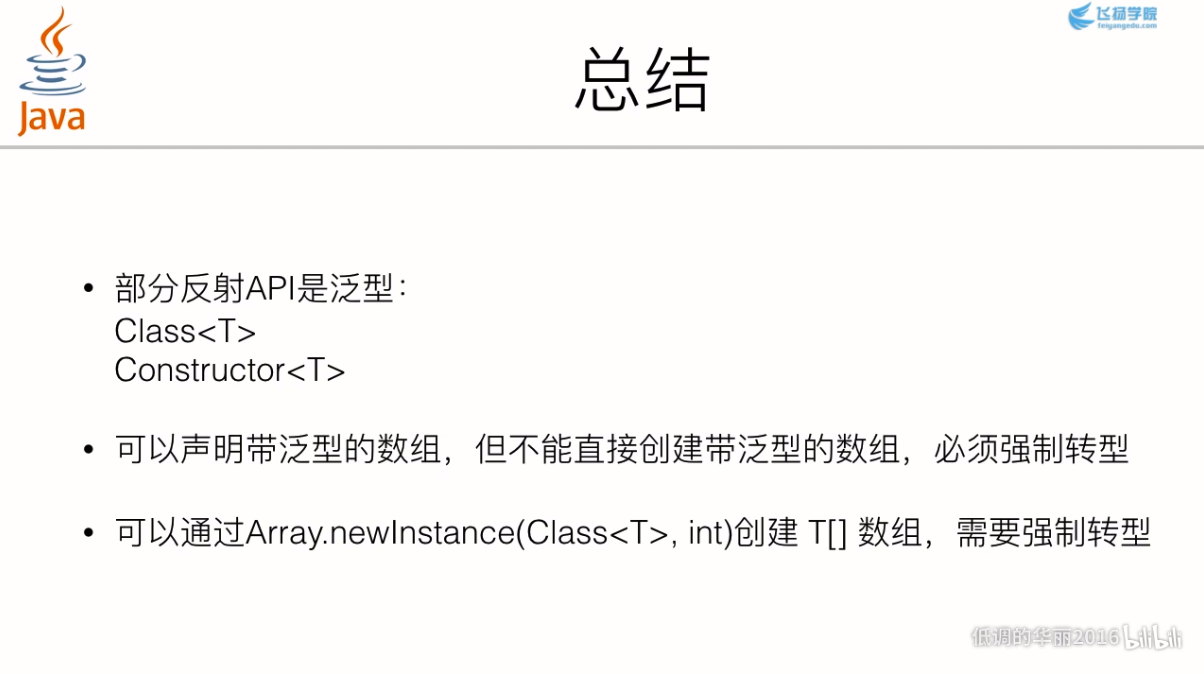 Java
飞扬学院
feiyangedu.com
总结
• 部分反射API是泛型：
Class<T>
Constructor<T>
• 可以声明带泛型的数组，但不能直接创建带泛型的数组，必须强制转型
• 可以通过Array.newInstance(Class<T>, int)创建 T[] 数组，需要强制转型
低调的华丽2016 bilibili